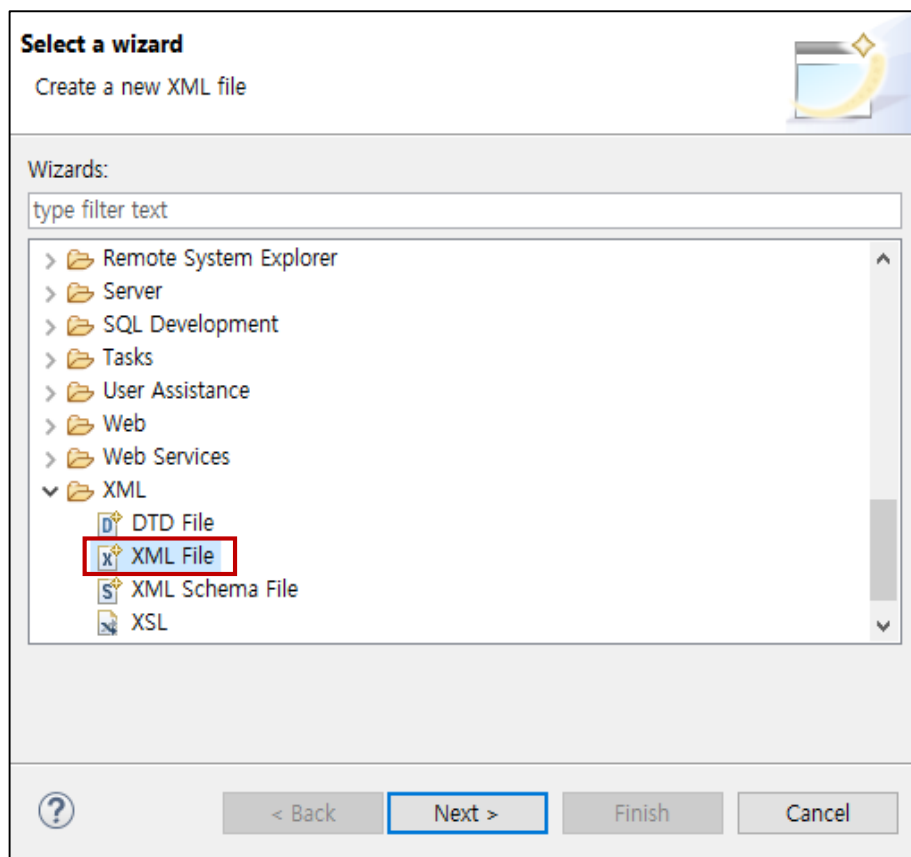 Select a wizard
Create a new XML file
Wizards:
type filter text
Remote System Explorer
Server
SQL Development
Tasks
User Assistance
Web
Web Services
XML
DTD File
XML File
XML Schema File
XSL
< Back Next > Finish Cancel